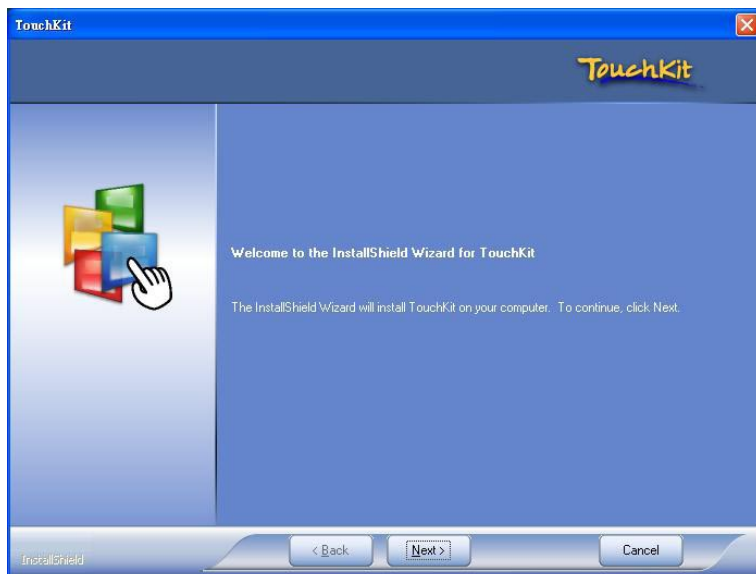 TouchKit
TouchKit
Welcome to the InstallShield Wizard for TouchKit
The InstallShield Wizard will install TouchKit on your computer. To continue, click Next.
InstallShield
< Back
Next >
Cancel